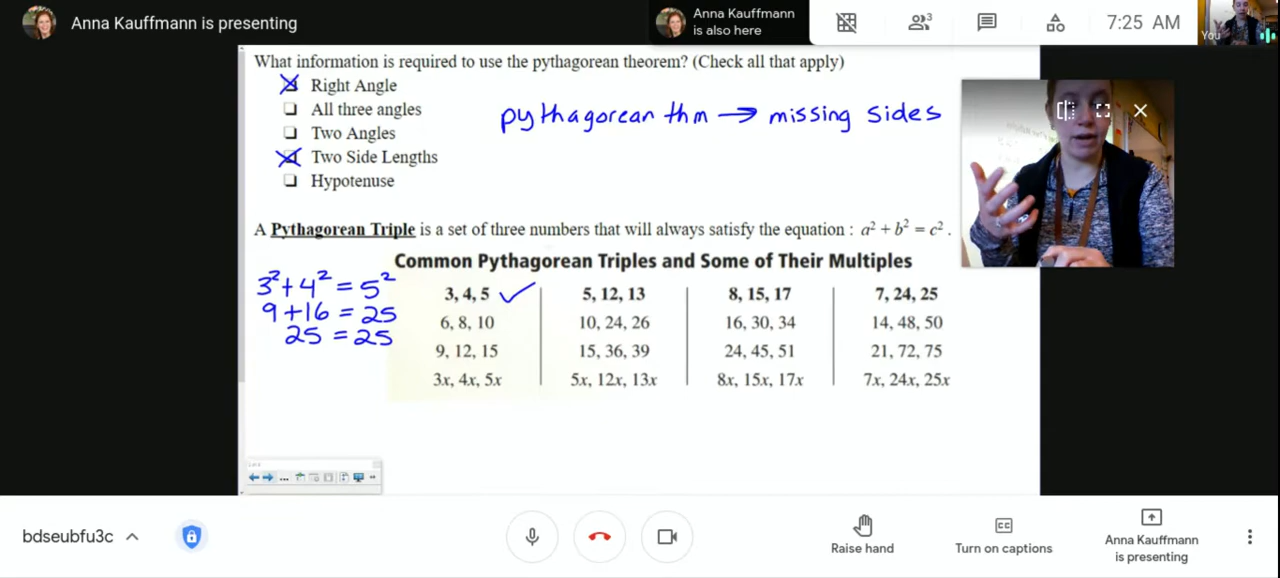 Anna Kauffmann is presenting
Anna Kauffmann
is also here
3
7:25 AM
You
What information is required to use the pythagorean theorem? (Check all that apply)
Right Angle
All three angles
Two Angles
Two Side Lengths
Hypotenuse
pythagorean thm → missing sides
A Pythagorean Triple is a set of three numbers that will always satisfy the equation : a² + b² = c².
Common Pythagorean Triples and Some of Their Multiples
3² + 4² = 5²
9 + 16 = 25
25 = 25
3, 4, 5 ✓ 5, 12, 13 8, 15, 17 7, 24, 25
6, 8, 10 10, 24, 26 16, 30, 34 14, 48, 50
9, 12, 15 15, 36, 39 24, 45, 51 21, 72, 75
3x, 4x, 5x 5x, 12x, 13x 8x, 15x, 17x 7x, 24x, 25x
bdseubfu3c
Raise hand
CC
Turn on captions
Anna Kauffmann
is presenting